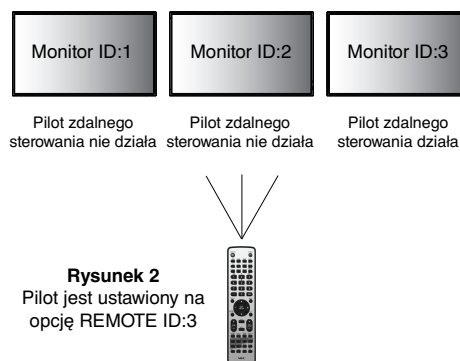 Monitor ID:1
Monitor ID:2
Monitor ID:3
Pilot zdalnego
sterowania nie działa
Pilot zdalnego
sterowania nie działa
Pilot zdalnego
sterowania działa
Rysunek 2
Pilot jest ustawiony na
opcję REMOTE ID:3